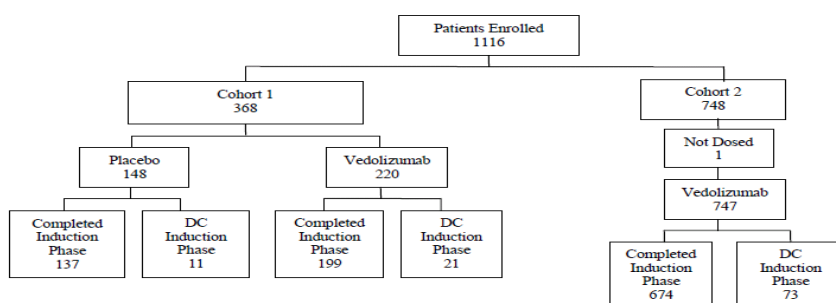 Patients Enrolled
1116
Cohort 1
368
Cohort 2
748
Placebo
148
Vedolizumab
220
Not Dosed
1
Vedolizumab
747
Completed
Induction
Phase
137
DC
Induction
Phase
11
Completed
Induction
Phase
199
DC
Induction
Phase
21
Completed
Induction
Phase
674
DC
Induction
Phase
73